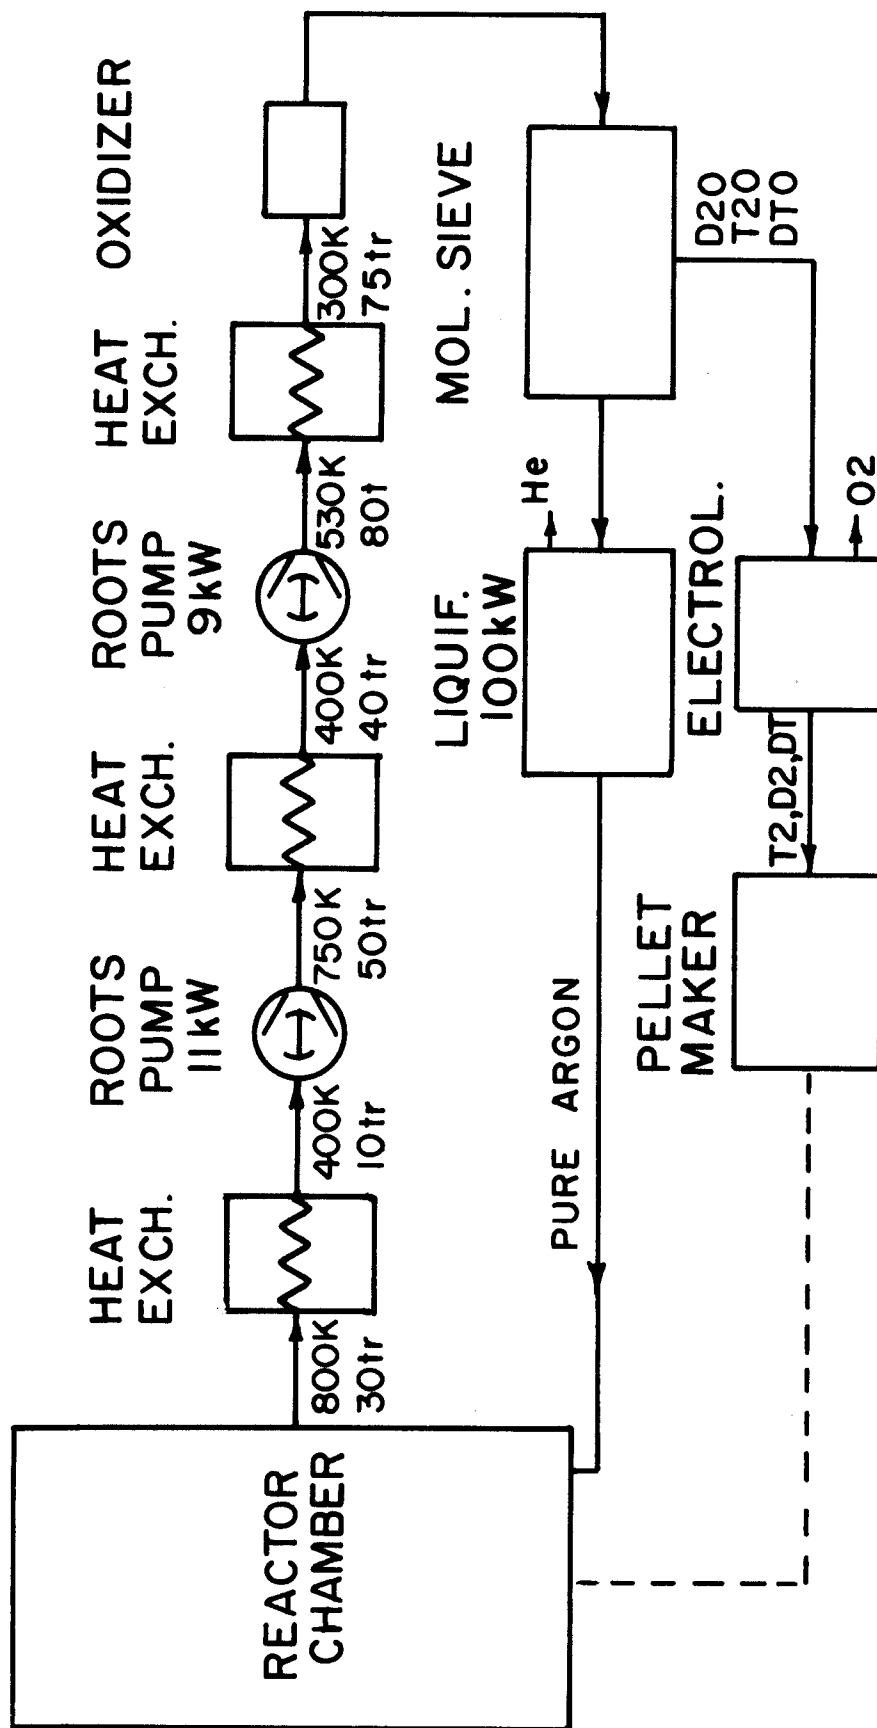 REACTOR
CHAMBER
800K
30tr
HEAT
EXCH.
400K
10tr
ROOTS
PUMP
11kW
750K
50tr
HEAT
EXCH.
400K
40tr
ROOTS
PUMP
9kW
530K
80t
HEAT
EXCH.
300K
75tr
OXIDIZER
MOL. SIEVE
D2O
T2O
DTO
LIQUIF.
100kW
He
PURE ARGON
ELECTROL.
O2
T2,D2,DT
PELLET
MAKER